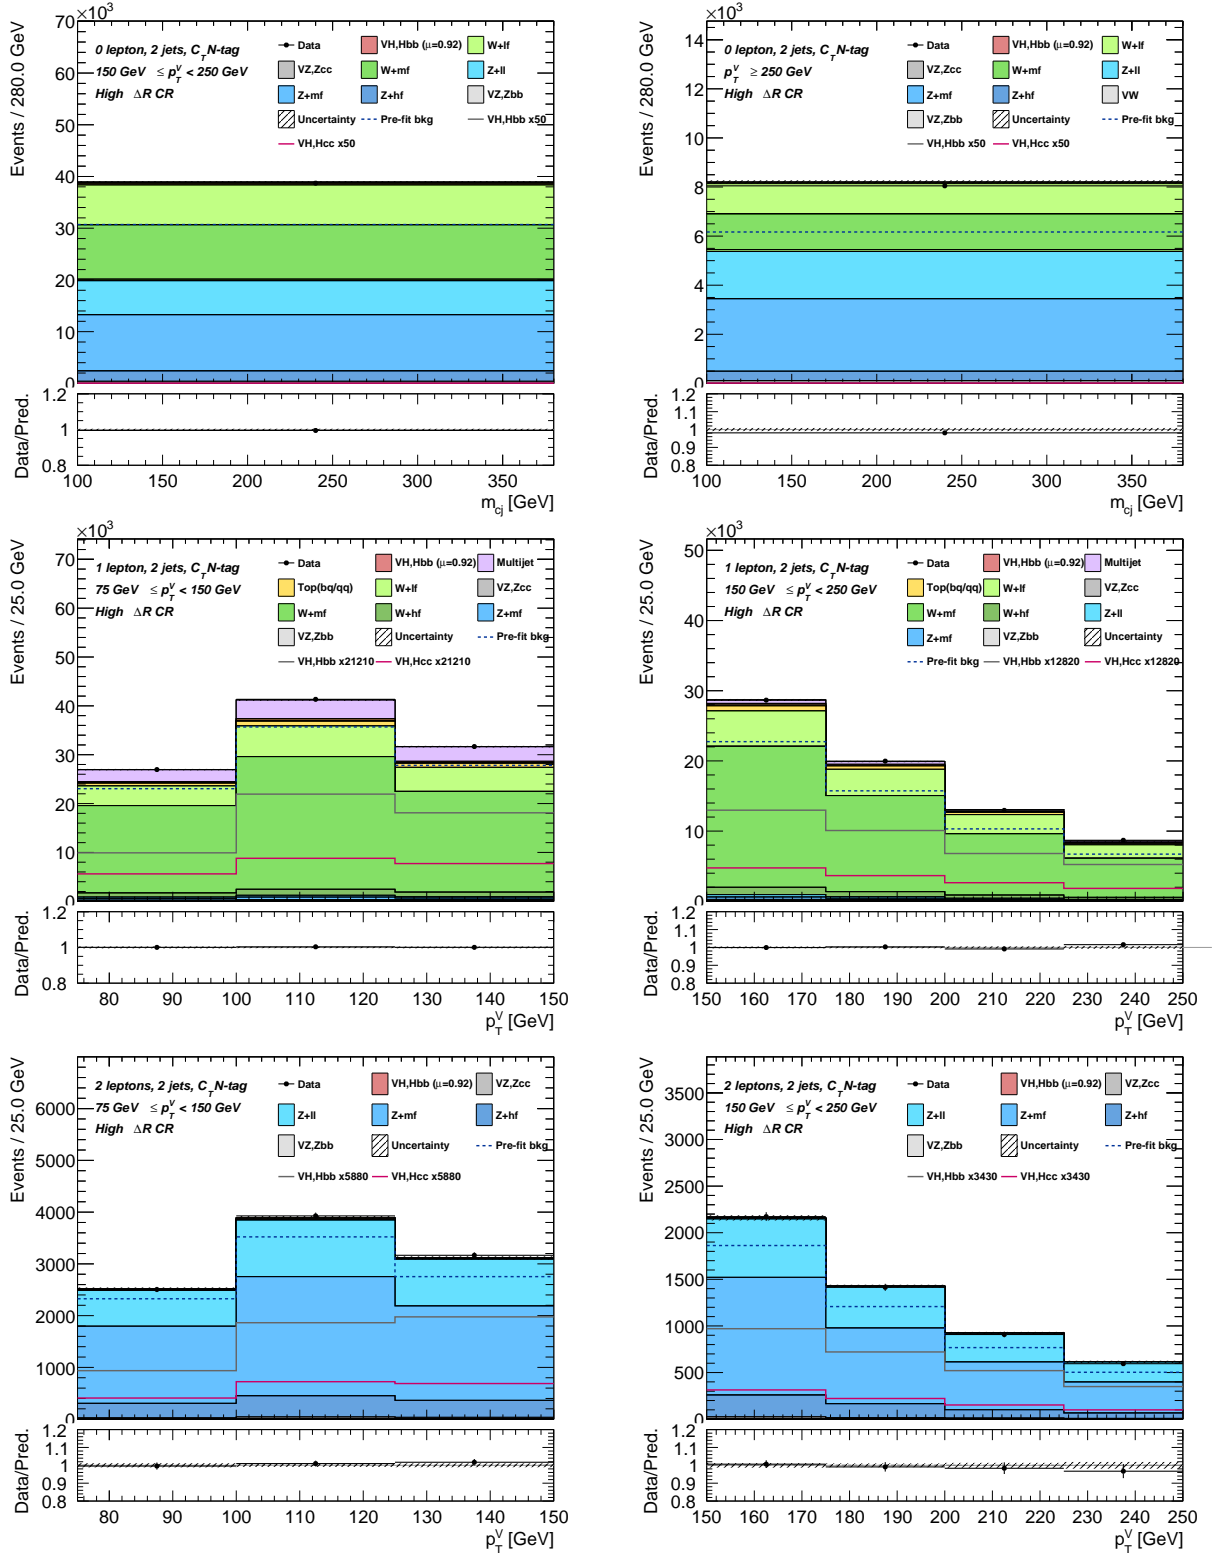 ×10³
Events / 280.0 GeV
70
60
50
40
30
20
10
0
0 lepton, 2 jets, C_T N-tag
150 GeV ≤ p_T^V < 250 GeV
High ΔR CR
Data
VH,Hbb (μ=0.92)
W+lf
VZ,Zcc
W+mf
Z+ll
Z+mf
Z+hf
VZ,Zbb
Uncertainty
Pre-fit bkg
VH,Hbb x50
VH,Hcc x50
Data/Pred.
1.2
1
0.8
100 150 200 250 300 350
m_cj [GeV]
×10³
Events / 280.0 GeV
14
12
10
8
6
4
2
0
0 lepton, 2 jets, C_T N-tag
p_T^V ≥ 250 GeV
High ΔR CR
Data
VH,Hbb (μ=0.92)
W+lf
VZ,Zcc
W+mf
Z+ll
Z+mf
Z+hf
VW
VZ,Zbb
Uncertainty
Pre-fit bkg
VH,Hbb x50
VH,Hcc x50
Data/Pred.
1.2
1.1
1
0.9
0.8
100 150 200 250 300 350
m_cj [GeV]
×10³
Events / 25.0 GeV
70
60
50
40
30
20
10
0
1 lepton, 2 jets, C_T N-tag
75 GeV ≤ p_T^V < 150 GeV
High ΔR CR
Data
VH,Hbb (μ=0.92)
Multijet
Top(bq/qq)
W+lf
VZ,Zcc
W+mf
W+hf
Z+mf
VZ,Zbb
Uncertainty
Pre-fit bkg
VH,Hbb x21210
VH,Hcc x21210
Data/Pred.
1.2
1
0.8
80 90 100 110 120 130 140 150
p_T^V [GeV]
×10³
Events / 25.0 GeV
50
40
30
20
10
0
1 lepton, 2 jets, C_T N-tag
150 GeV ≤ p_T^V < 250 GeV
High ΔR CR
Data
VH,Hbb (μ=0.92)
Multijet
Top(bq/qq)
W+lf
VZ,Zcc
W+mf
W+hf
Z+ll
Z+mf
VZ,Zbb
Uncertainty
Pre-fit bkg
VH,Hbb x12820
VH,Hcc x12820
Data/Pred.
1.2
1.1
1
0.9
0.8
150 160 170 180 190 200 210 220 230 240 250
p_T^V [GeV]
Events / 25.0 GeV
6000
5000
4000
3000
2000
1000
0
2 leptons, 2 jets, C_T N-tag
75 GeV ≤ p_T^V < 150 GeV
High ΔR CR
Data
VH,Hbb (μ=0.92)
VZ,Zcc
Z+ll
Z+mf
Z+hf
VZ,Zbb
Uncertainty
Pre-fit bkg
VH,Hbb x5880
VH,Hcc x5880
Data/Pred.
1.2
1.1
1
0.9
0.8
80 90 100 110 120 130 140 150
p_T^V [GeV]
Events / 25.0 GeV
3500
3000
2500
2000
1500
1000
500
0
2 leptons, 2 jets, C_T N-tag
150 GeV ≤ p_T^V < 250 GeV
High ΔR CR
Data
VH,Hbb (μ=0.92)
VZ,Zcc
Z+ll
Z+mf
Z+hf
VZ,Zbb
Uncertainty
Pre-fit bkg
VH,Hbb x3430
VH,Hcc x3430
Data/Pred.
1.2
1.1
1.0
0.9
0.8
150 160 170 180 190 200 210 220 230 240 250
p_T^V [GeV]